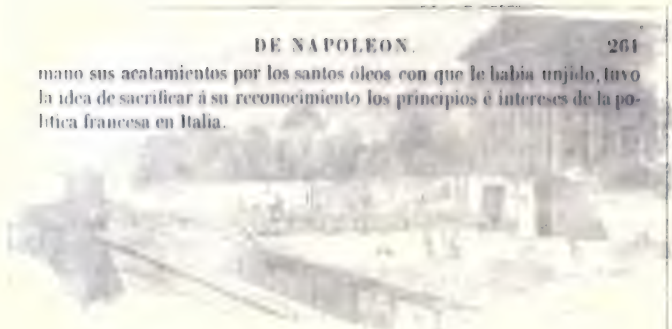 DE NAPOLEON. 261
mano sus acatamientos por los santos óleos con que le habia unjido, tuvo
la idea de sacrificar á su reconocimiento los principios é intereses de la po-
lítica francesa en Italia.